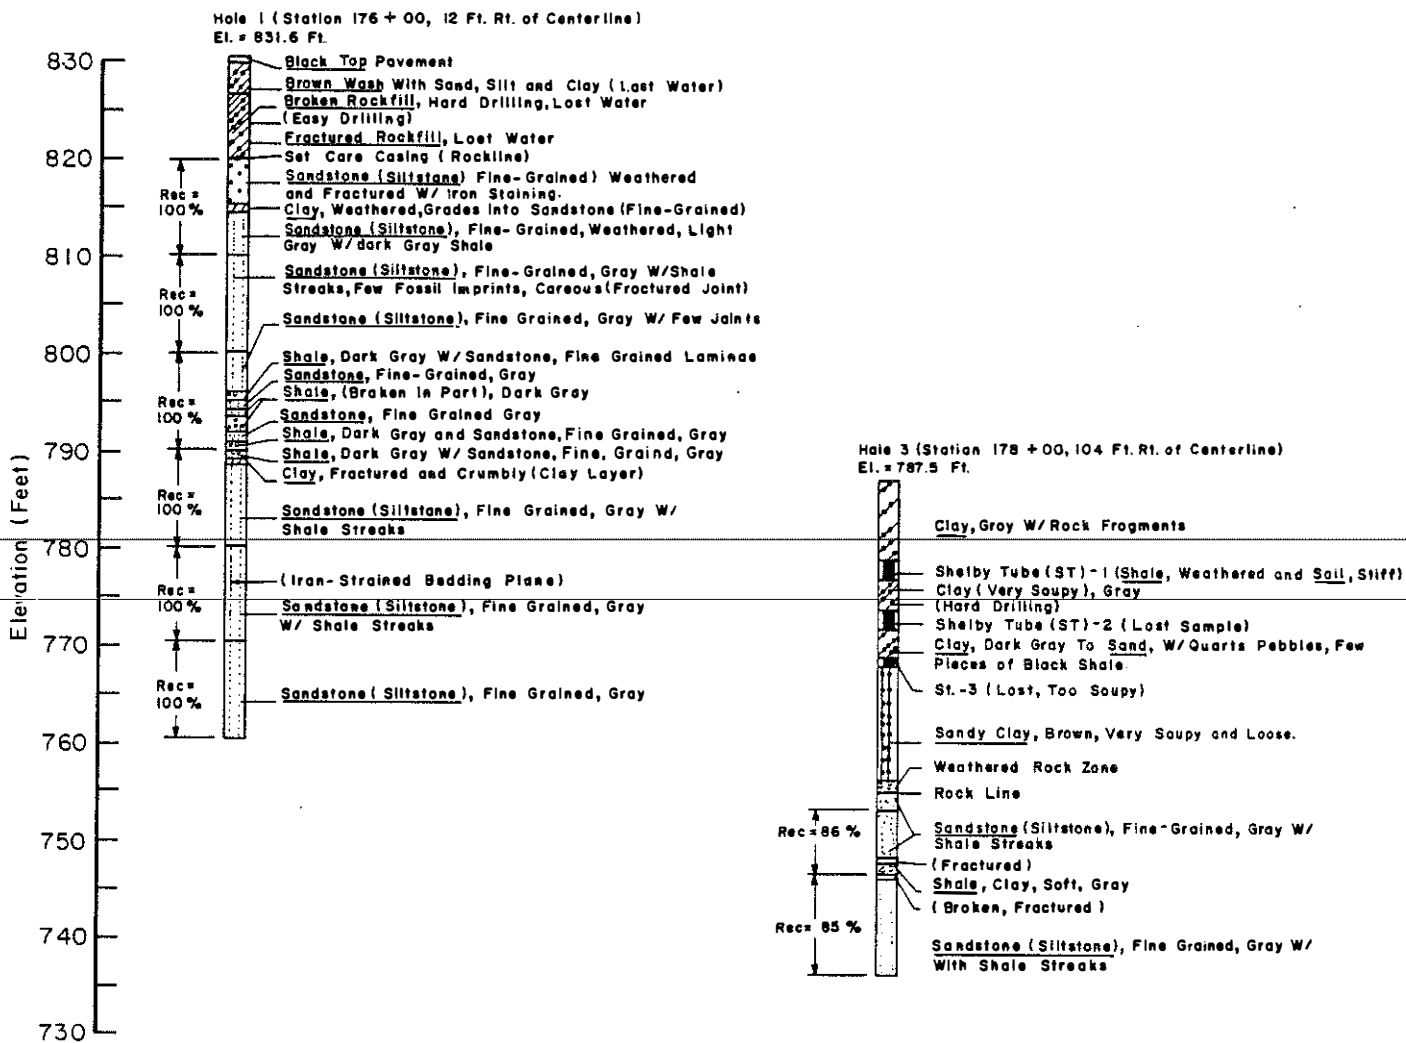 Hole 1 (Station 176 + 00, 12 Ft. Rt. of Centerline)
El. = 831.6 Ft.
Black Top Pavement
Brown Wash With Sand, Silt and Clay (Last Water)
Broken Rockfill, Hard Drilling, Lost Water
(Easy Drilling)
Fractured Rockfill, Lost Water
Set Care Casing (Rockline)
Sandstone (Siltstone) Fine-Grained) Weathered
and Fractured W/ Iron Staining.
Clay, Weathered, Grades Into Sandstone (Fine-Grained)
Sandstone (Siltstone), Fine-Grained, Weathered, Light
Gray W/dark Gray Shale
Sandstone (Siltstone), Fine-Grained, Gray W/Shale
Streaks, Few Fossil Imprints, Careous (Froctured Joint)
Sandstane (Siltstone), Fine Grained, Gray W/ Few Joints
Shale, Dark Gray W/ Sandstone, Fine Grained Laminae
Sandstone, Fine-Grained, Gray
Shale, (Broken In Part), Dark Gray
Sandstone, Fine Grained Gray
Shale, Dark Gray and Sandstone, Fine Grained, Gray
Shale, Dark Gray W/ Sandstone, Fine, Graind, Gray
Clay, Fractured and Crumbly (Clay Layer)
Sondstone (Siltstane), Fine Grained, Gray W/
Shale Streaks
(Iron-Strained Bedding Plane)
Sandstane (Siltstone), Fine Grained, Gray
W/ Shale Streaks
Sandstone (Siltstone), Fine Grained, Gray
Rec =
100 %
Rec =
100 %
Rec =
100 %
Rec =
100 %
Rec =
100 %
Rec =
100 %
Elevation (Feet)
830
820
810
800
790
780
770
760
750
740
730
Hale 3 (Station 178 + 00, 104 Ft. Rt. of Centerline)
El. = 787.5 Ft.
Clay, Groy W/ Rock Frogments
Shelby Tube (ST)-1 (Shale, Weathered and Sail, Stiff)
Clay (Very Soupy), Gray
(Hard Drilling)
Shelby Tube (ST)-2 (Lost Sample)
Clay, Dark Gray To Sand, W/Quarts Pebbles, Few
Pieces of Black Shale
St.-3 (Lost, Too Soupy)
Sandy Clay, Brown, Very Soupy and Loose.
Weathered Rock Zone
Rock Line
Sandstone (Siltstone), Fine-Grained, Gray W/
Shale Streaks
(Fractured)
Shale, Clay, Soft, Gray
(Broken, Fractured)
Sandstone (Siltstone), Fine Grained, Gray W/
With Shale Streaks
Rec = 86 %
Rec = 85 %